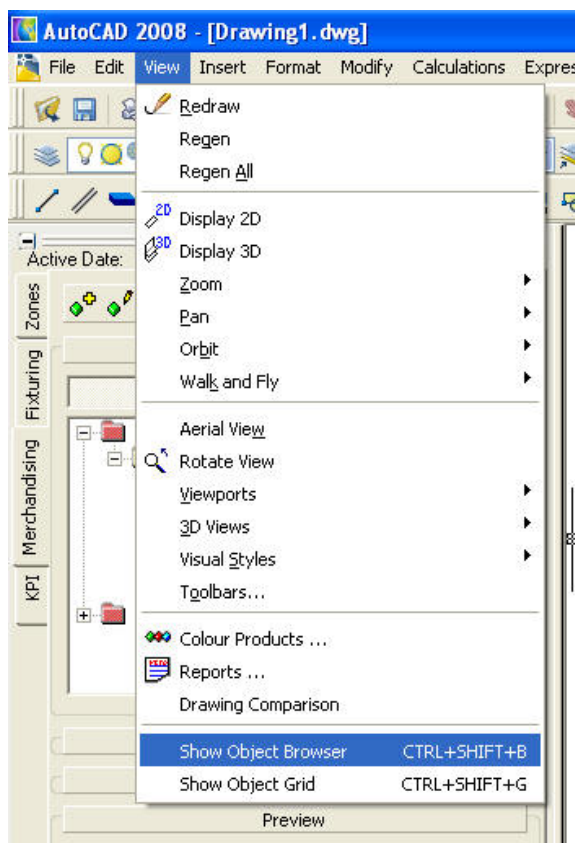 AutoCAD 2008 - [Drawing1.dwg]
File Edit View Insert Format Modify Calculations Expres
Redraw
Regen
Regen All
2D Display 2D
3D Display 3D
Zoom
Pan
Orbit
Walk and Fly
Aerial View
Rotate View
Viewports
3D Views
Visual Styles
Toolbars...
Colour Products ...
Reports ...
Drawing Comparison
Show Object Browser CTRL+SHIFT+B
Show Object Grid CTRL+SHIFT+G
Active Date:
Zones
Fixturing
Merchandising
KPI
Preview